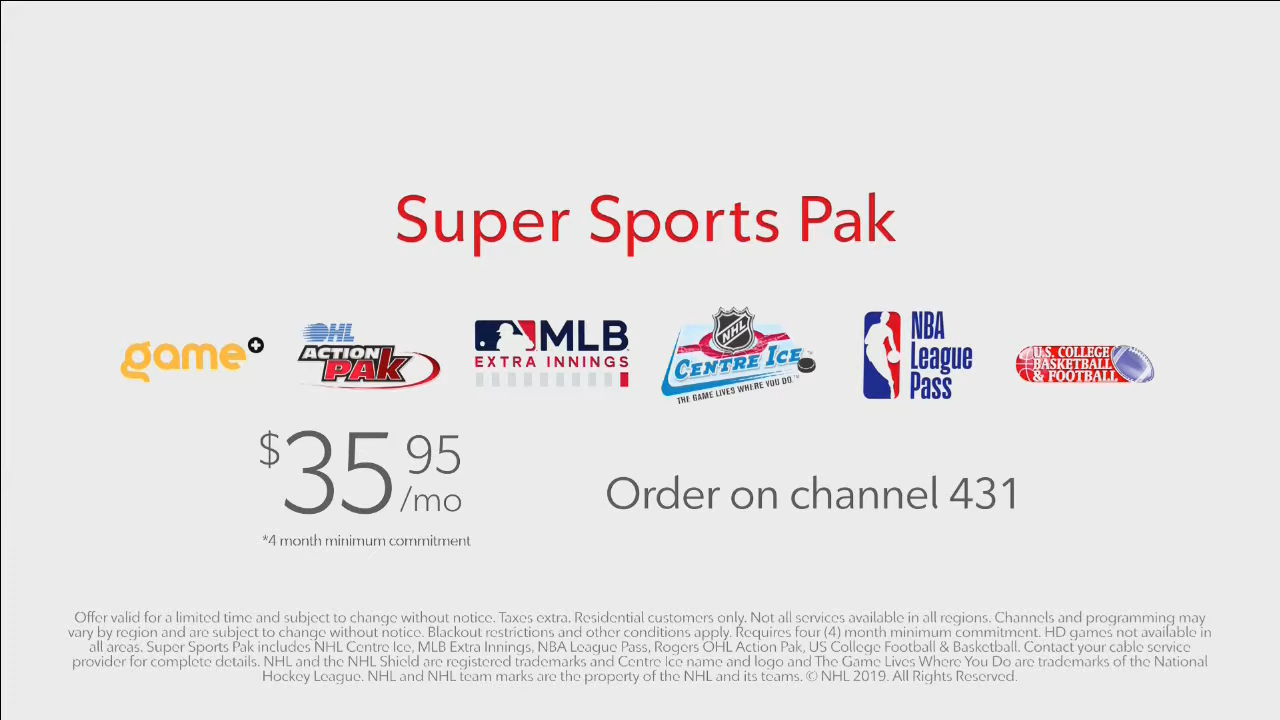 Super Sports Pak
game+
OHL
ACTION
PAK
MLB
EXTRA INNINGS
NHL
CENTRE ICE™
THE GAME LIVES WHERE YOU DO.™
NBA
League
Pass
U.S. COLLEGE
BASKETBALL
& FOOTBALL
$35.95
/mo
*4 month minimum commitment
Order on channel 431
Offer valid for a limited time and subject to change without notice. Taxes extra. Residential customers only. Not all services available in all regions. Channels and programming may
vary by region and are subject to change without notice. Blackout restrictions and other conditions apply. Requires four (4) month minimum commitment. HD games not available in
all areas. Super Sports Pak includes NHL Centre Ice, MLB Extra Innings, NBA League Pass, Rogers OHL Action Pak, US College Football & Basketball. Contact your cable service
provider for complete details. NHL and the NHL Shield are registered trademarks and Centre Ice name and logo and The Game Lives Where You Do are trademarks of the National
Hockey League. NHL and NHL team marks are the property of the NHL and its teams. © NHL 2019. All Rights Reserved.